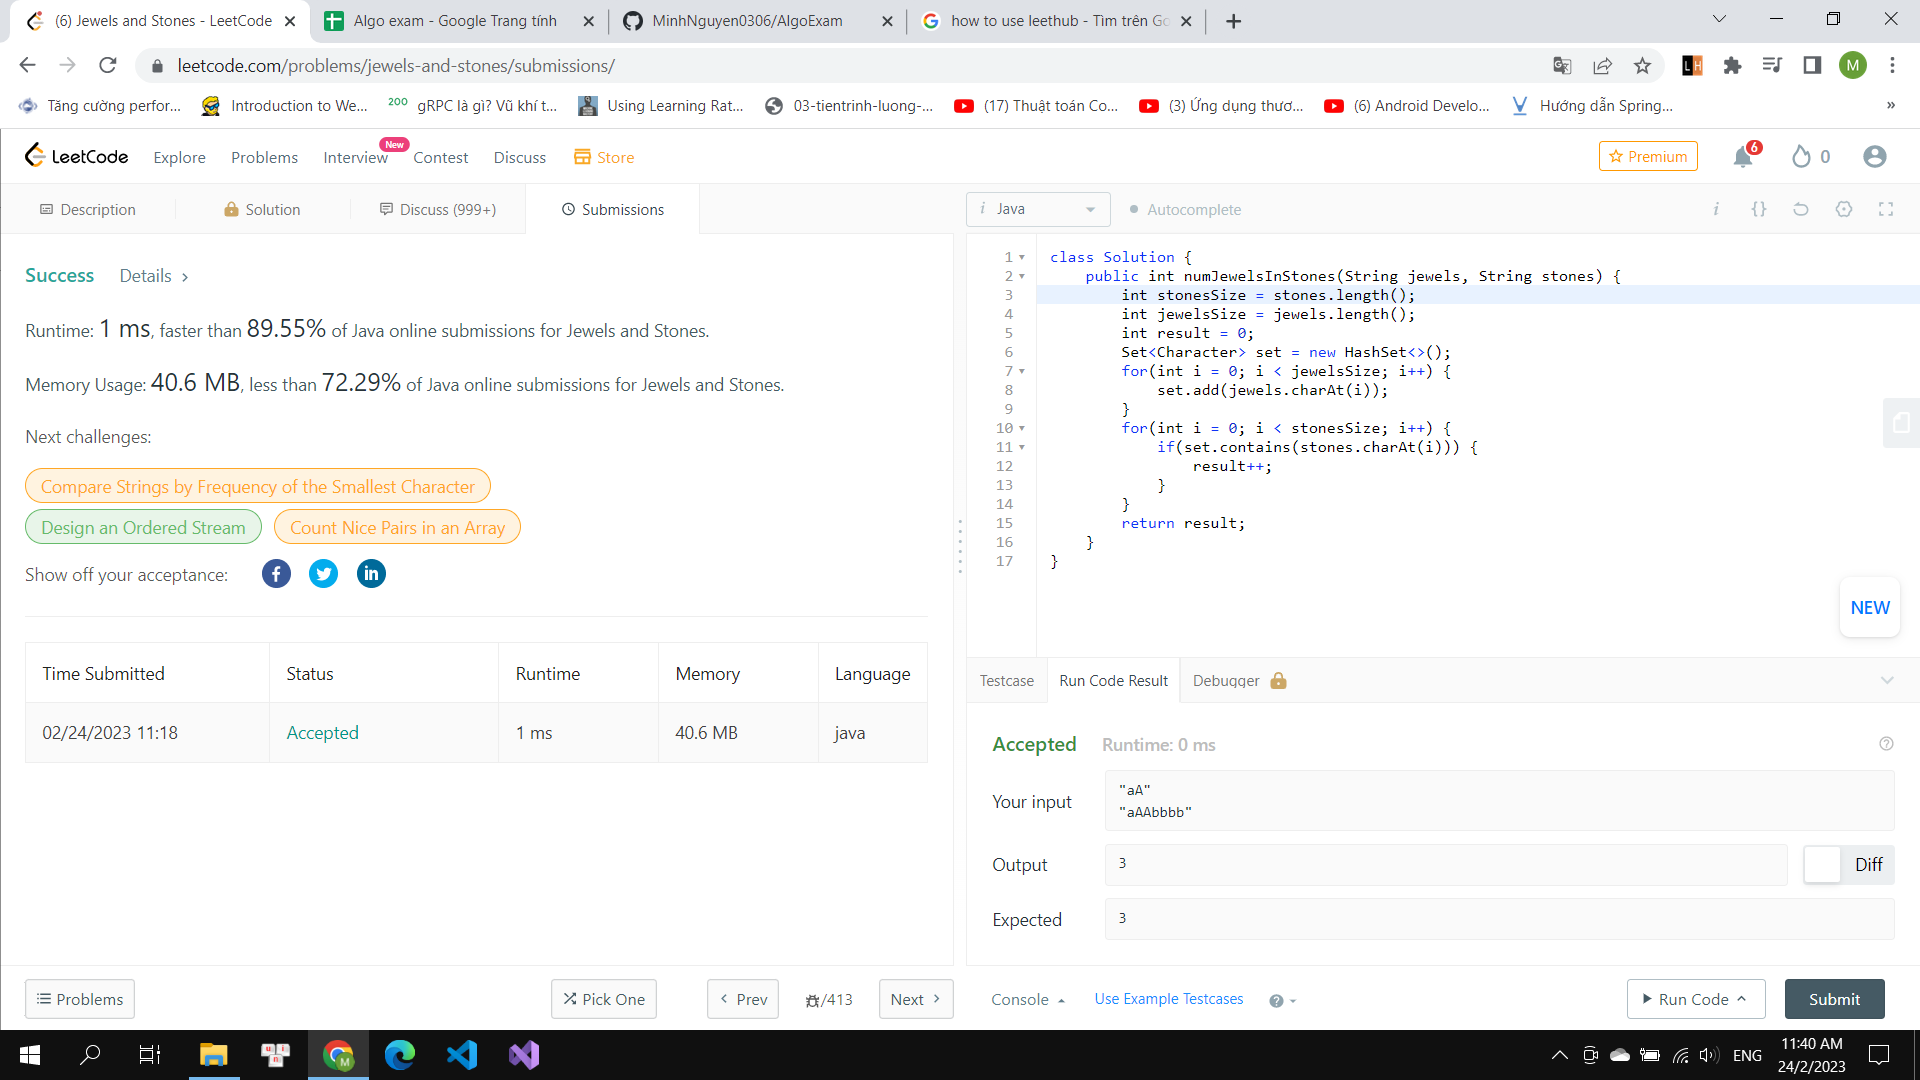 (6) Jewels and Stones - LeetCode
Algo exam - Google Trang tính
MinhNguyen0306/AlgoExam
how to use leethub - Tìm trên Go
leetcode.com/problems/jewels-and-stones/submissions/
LH
M
Tăng cường perfor...
Introduction to We...
200
gRPC là gì? Vũ khí t...
Using Learning Rat...
03-tientrinh-luong-...
(17) Thuật toán Co...
(3) Ứng dụng thươ...
(6) Android Develo...
Hướng dẫn Spring...
»
LeetCode
Explore
Problems
Interview
New
Contest
Discuss
Store
Premium
6
0
Description
Solution
Discuss (999+)
Submissions
i Java
Autocomplete
i
{}
Success
Details >
Runtime: 1 ms, faster than 89.55% of Java online submissions for Jewels and Stones.
Memory Usage: 40.6 MB, less than 72.29% of Java online submissions for Jewels and Stones.
Next challenges:
Compare Strings by Frequency of the Smallest Character
Design an Ordered Stream
Count Nice Pairs in an Array
Show off your acceptance:
Time Submitted Status Runtime Memory Language
02/24/2023 11:18 Accepted 1 ms 40.6 MB java
1 class Solution {
2 public int numJewelsInStones(String jewels, String stones) {
3 int stonesSize = stones.length();
4 int jewelsSize = jewels.length();
5 int result = 0;
6 Set<Character> set = new HashSet<>();
7 for(int i = 0; i < jewelsSize; i++) {
8 set.add(jewels.charAt(i));
9 }
10 for(int i = 0; i < stonesSize; i++) {
11 if(set.contains(stones.charAt(i))) {
12 result++;
13 }
14 }
15 return result;
16 }
17 }
NEW
Testcase
Run Code Result
Debugger
Accepted
Runtime: 0 ms
Your input
"aA"
"aAAbbbb"
Output
3
Diff
Expected
3
Problems
Pick One
< Prev
/413
Next >
Console
Use Example Testcases
Run Code
Submit
M
ENG
11:40 AM
24/2/2023